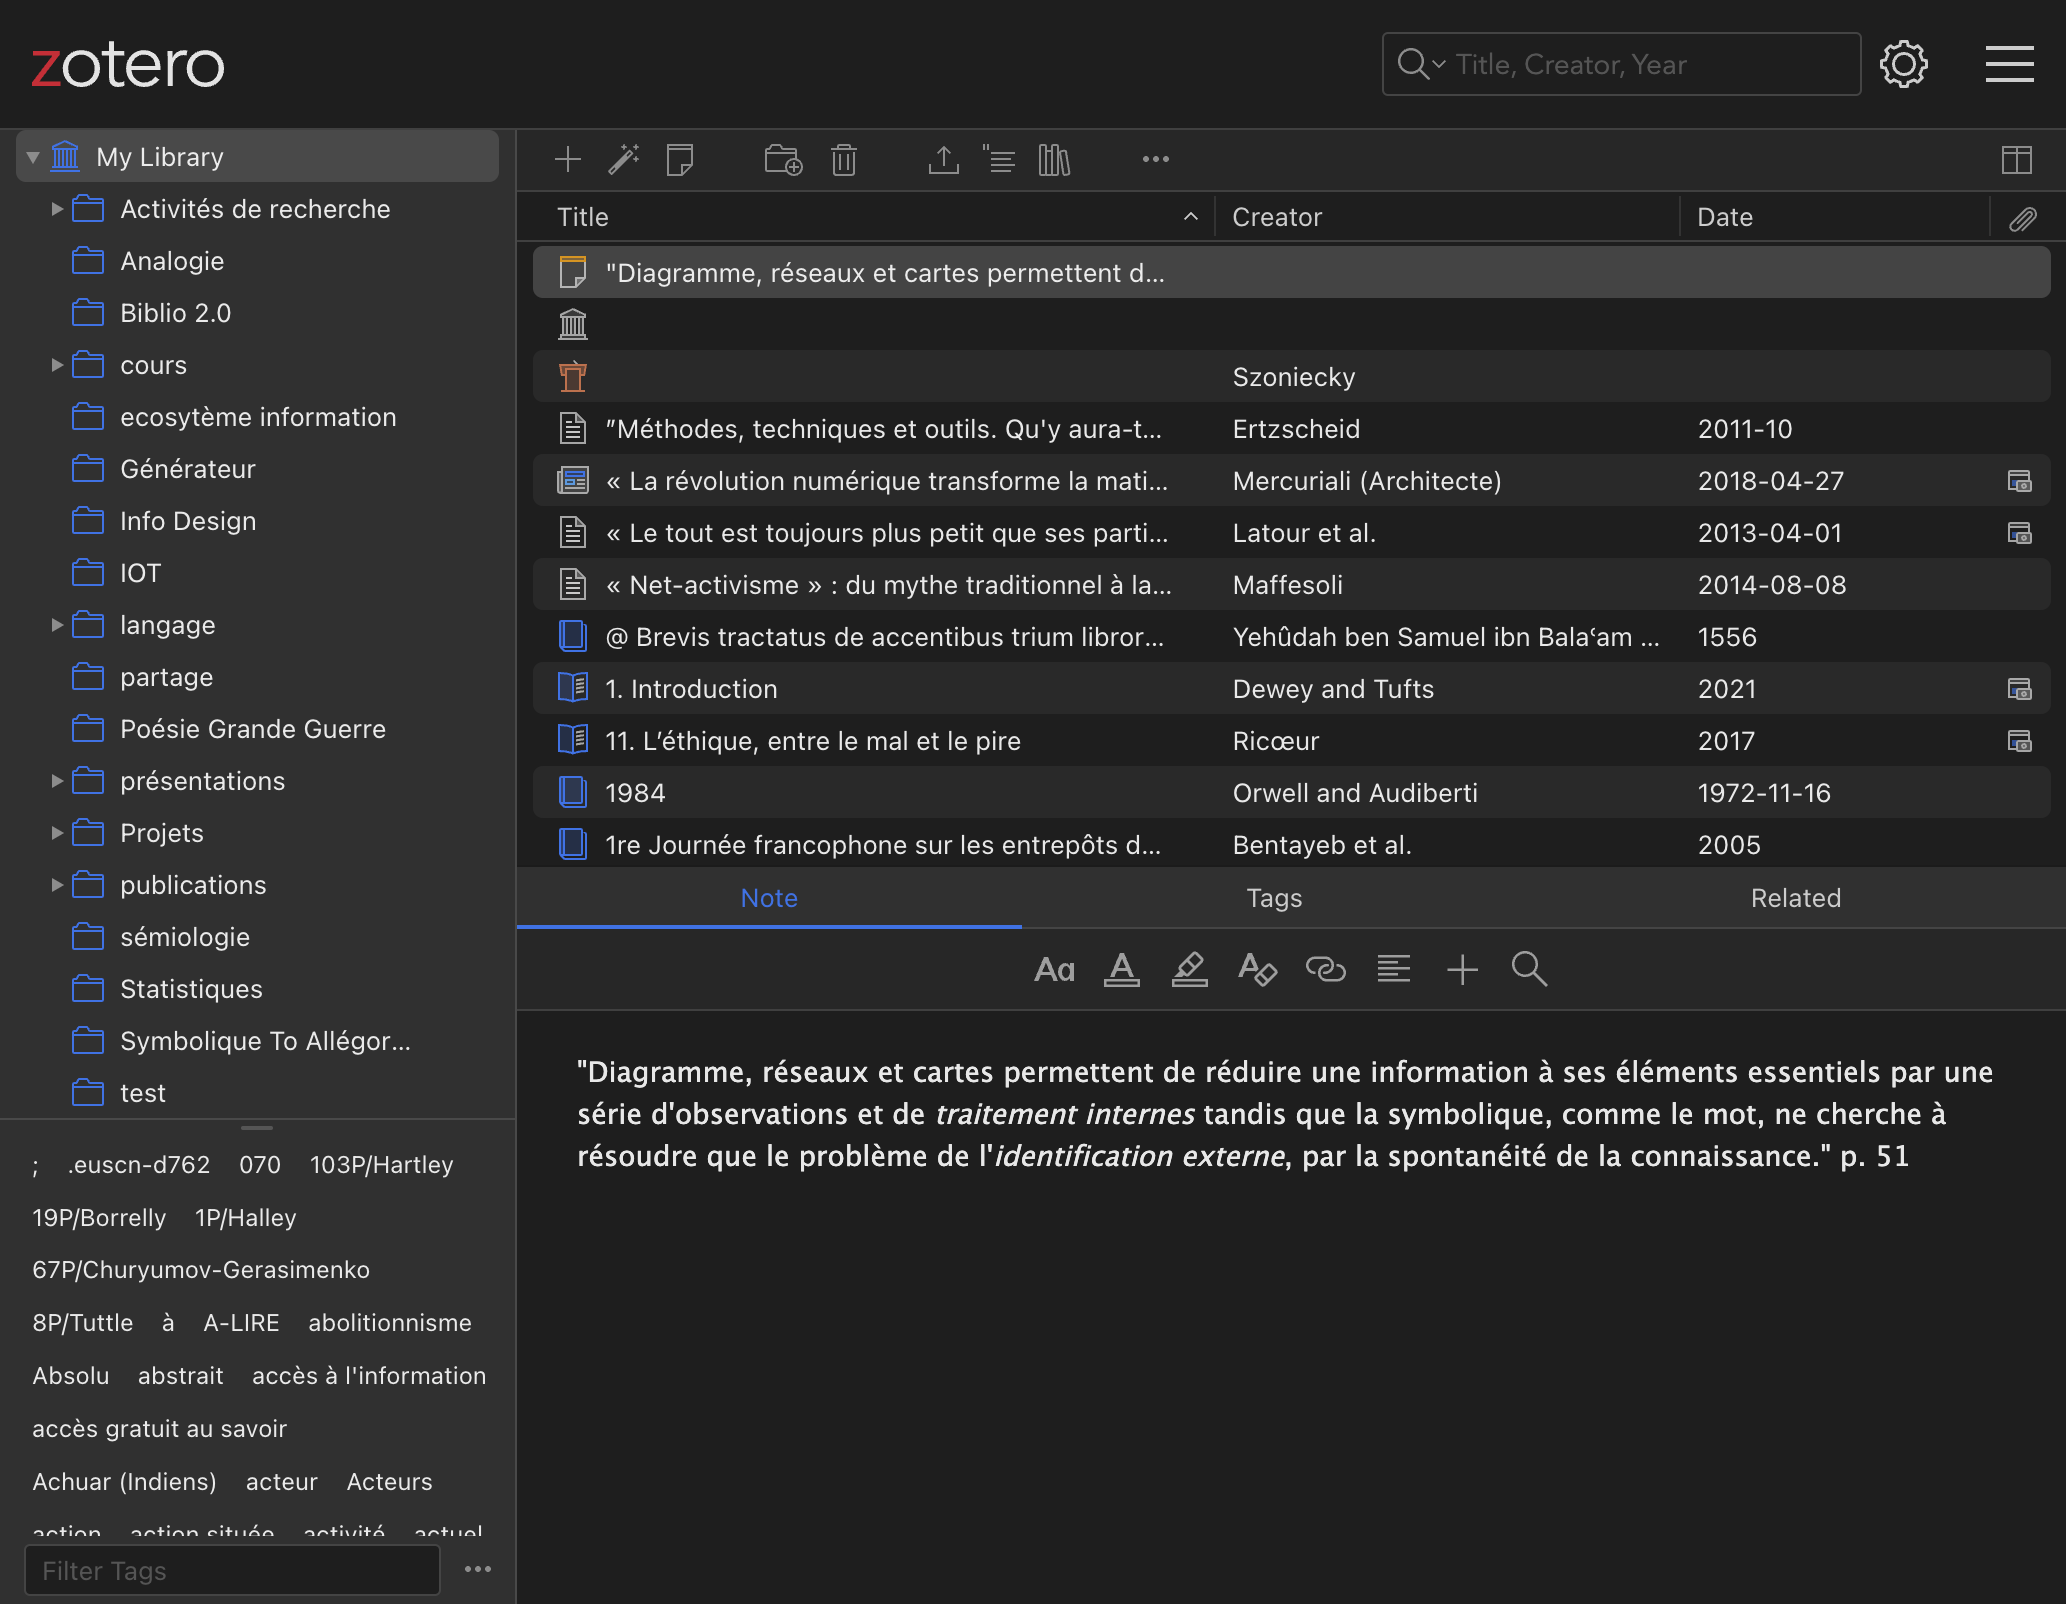 zotero
Title, Creator, Year
My Library
Activités de recherche
Analogie
Biblio 2.0
cours
ecosytème information
Générateur
Info Design
IOT
langage
partage
Poésie Grande Guerre
présentations
Projets
publications
sémiologie
Statistiques
Symbolique To Allégor...
test
; .euscn-d762 070 103P/Hartley
19P/Borrelly 1P/Halley
67P/Churyumov-Gerasimenko
8P/Tuttle à A-LIRE abolitionnisme
Absolu abstrait accès à l'information
accès gratuit au savoir
Achuar (Indiens) acteur Acteurs
action action située activité actuel
Filter Tags
Title Creator Date
"Diagramme, réseaux et cartes permettent d...
Szoniecky
"Méthodes, techniques et outils. Qu'y aura-t... Ertzscheid 2011-10
« La révolution numérique transforme la mati... Mercuriali (Architecte) 2018-04-27
« Le tout est toujours plus petit que ses parti... Latour et al. 2013-04-01
« Net-activisme » : du mythe traditionnel à la... Maffesoli 2014-08-08
@ Brevis tractatus de accentibus trium libror... Yehûdah ben Samuel ibn Balaʿam ... 1556
1. Introduction Dewey and Tufts 2021
11. L’éthique, entre le mal et le pire Ricœur 2017
1984 Orwell and Audiberti 1972-11-16
1re Journée francophone sur les entrepôts d... Bentayeb et al. 2005
Note Tags Related
Aa A A
"Diagramme, réseaux et cartes permettent de réduire une information à ses éléments essentiels par une
série d'observations et de traitement internes tandis que la symbolique, comme le mot, ne cherche à
résoudre que le problème de l'identification externe, par la spontanéité de la connaissance." p. 51